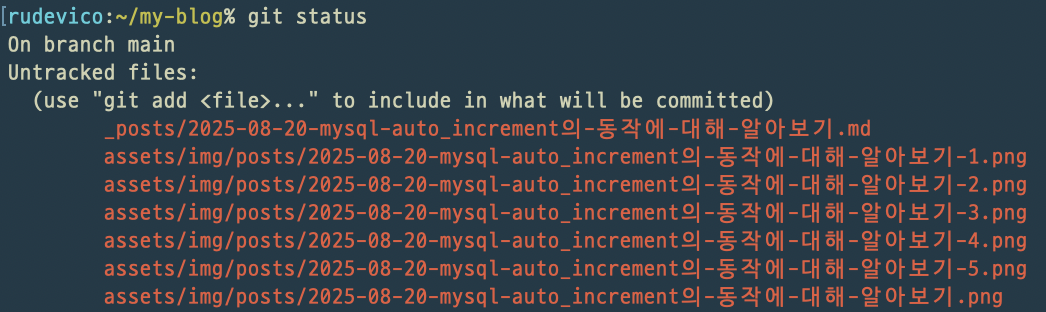 [rudevico:~/my-blog% git status
On branch main
Untracked files:
(use "git add <file>..." to include in what will be committed)
_posts/2025-08-20-mysql-auto_increment의-동작에-대해-알아보기.md
assets/img/posts/2025-08-20-mysql-auto_increment의-동작에-대해-알아보기-1.png
assets/img/posts/2025-08-20-mysql-auto_increment의-동작에-대해-알아보기-2.png
assets/img/posts/2025-08-20-mysql-auto_increment의-동작에-대해-알아보기-3.png
assets/img/posts/2025-08-20-mysql-auto_increment의-동작에-대해-알아보기-4.png
assets/img/posts/2025-08-20-mysql-auto_increment의-동작에-대해-알아보기-5.png
assets/img/posts/2025-08-20-mysql-auto_increment의-동작에-대해-알아보기.png